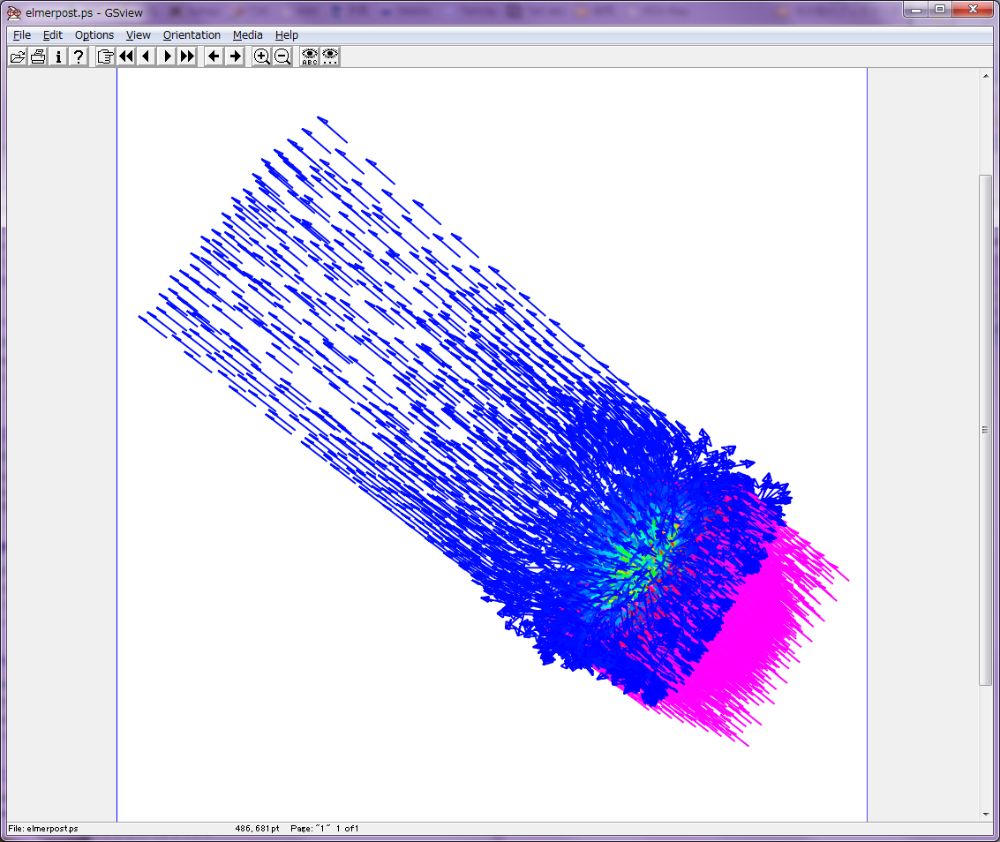 elmerpost.ps - GSview
File Edit Options View Orientation Media Help
i ?
ABC
File: elmerpost.ps 486, 681pt Page: "1" 1 of 1